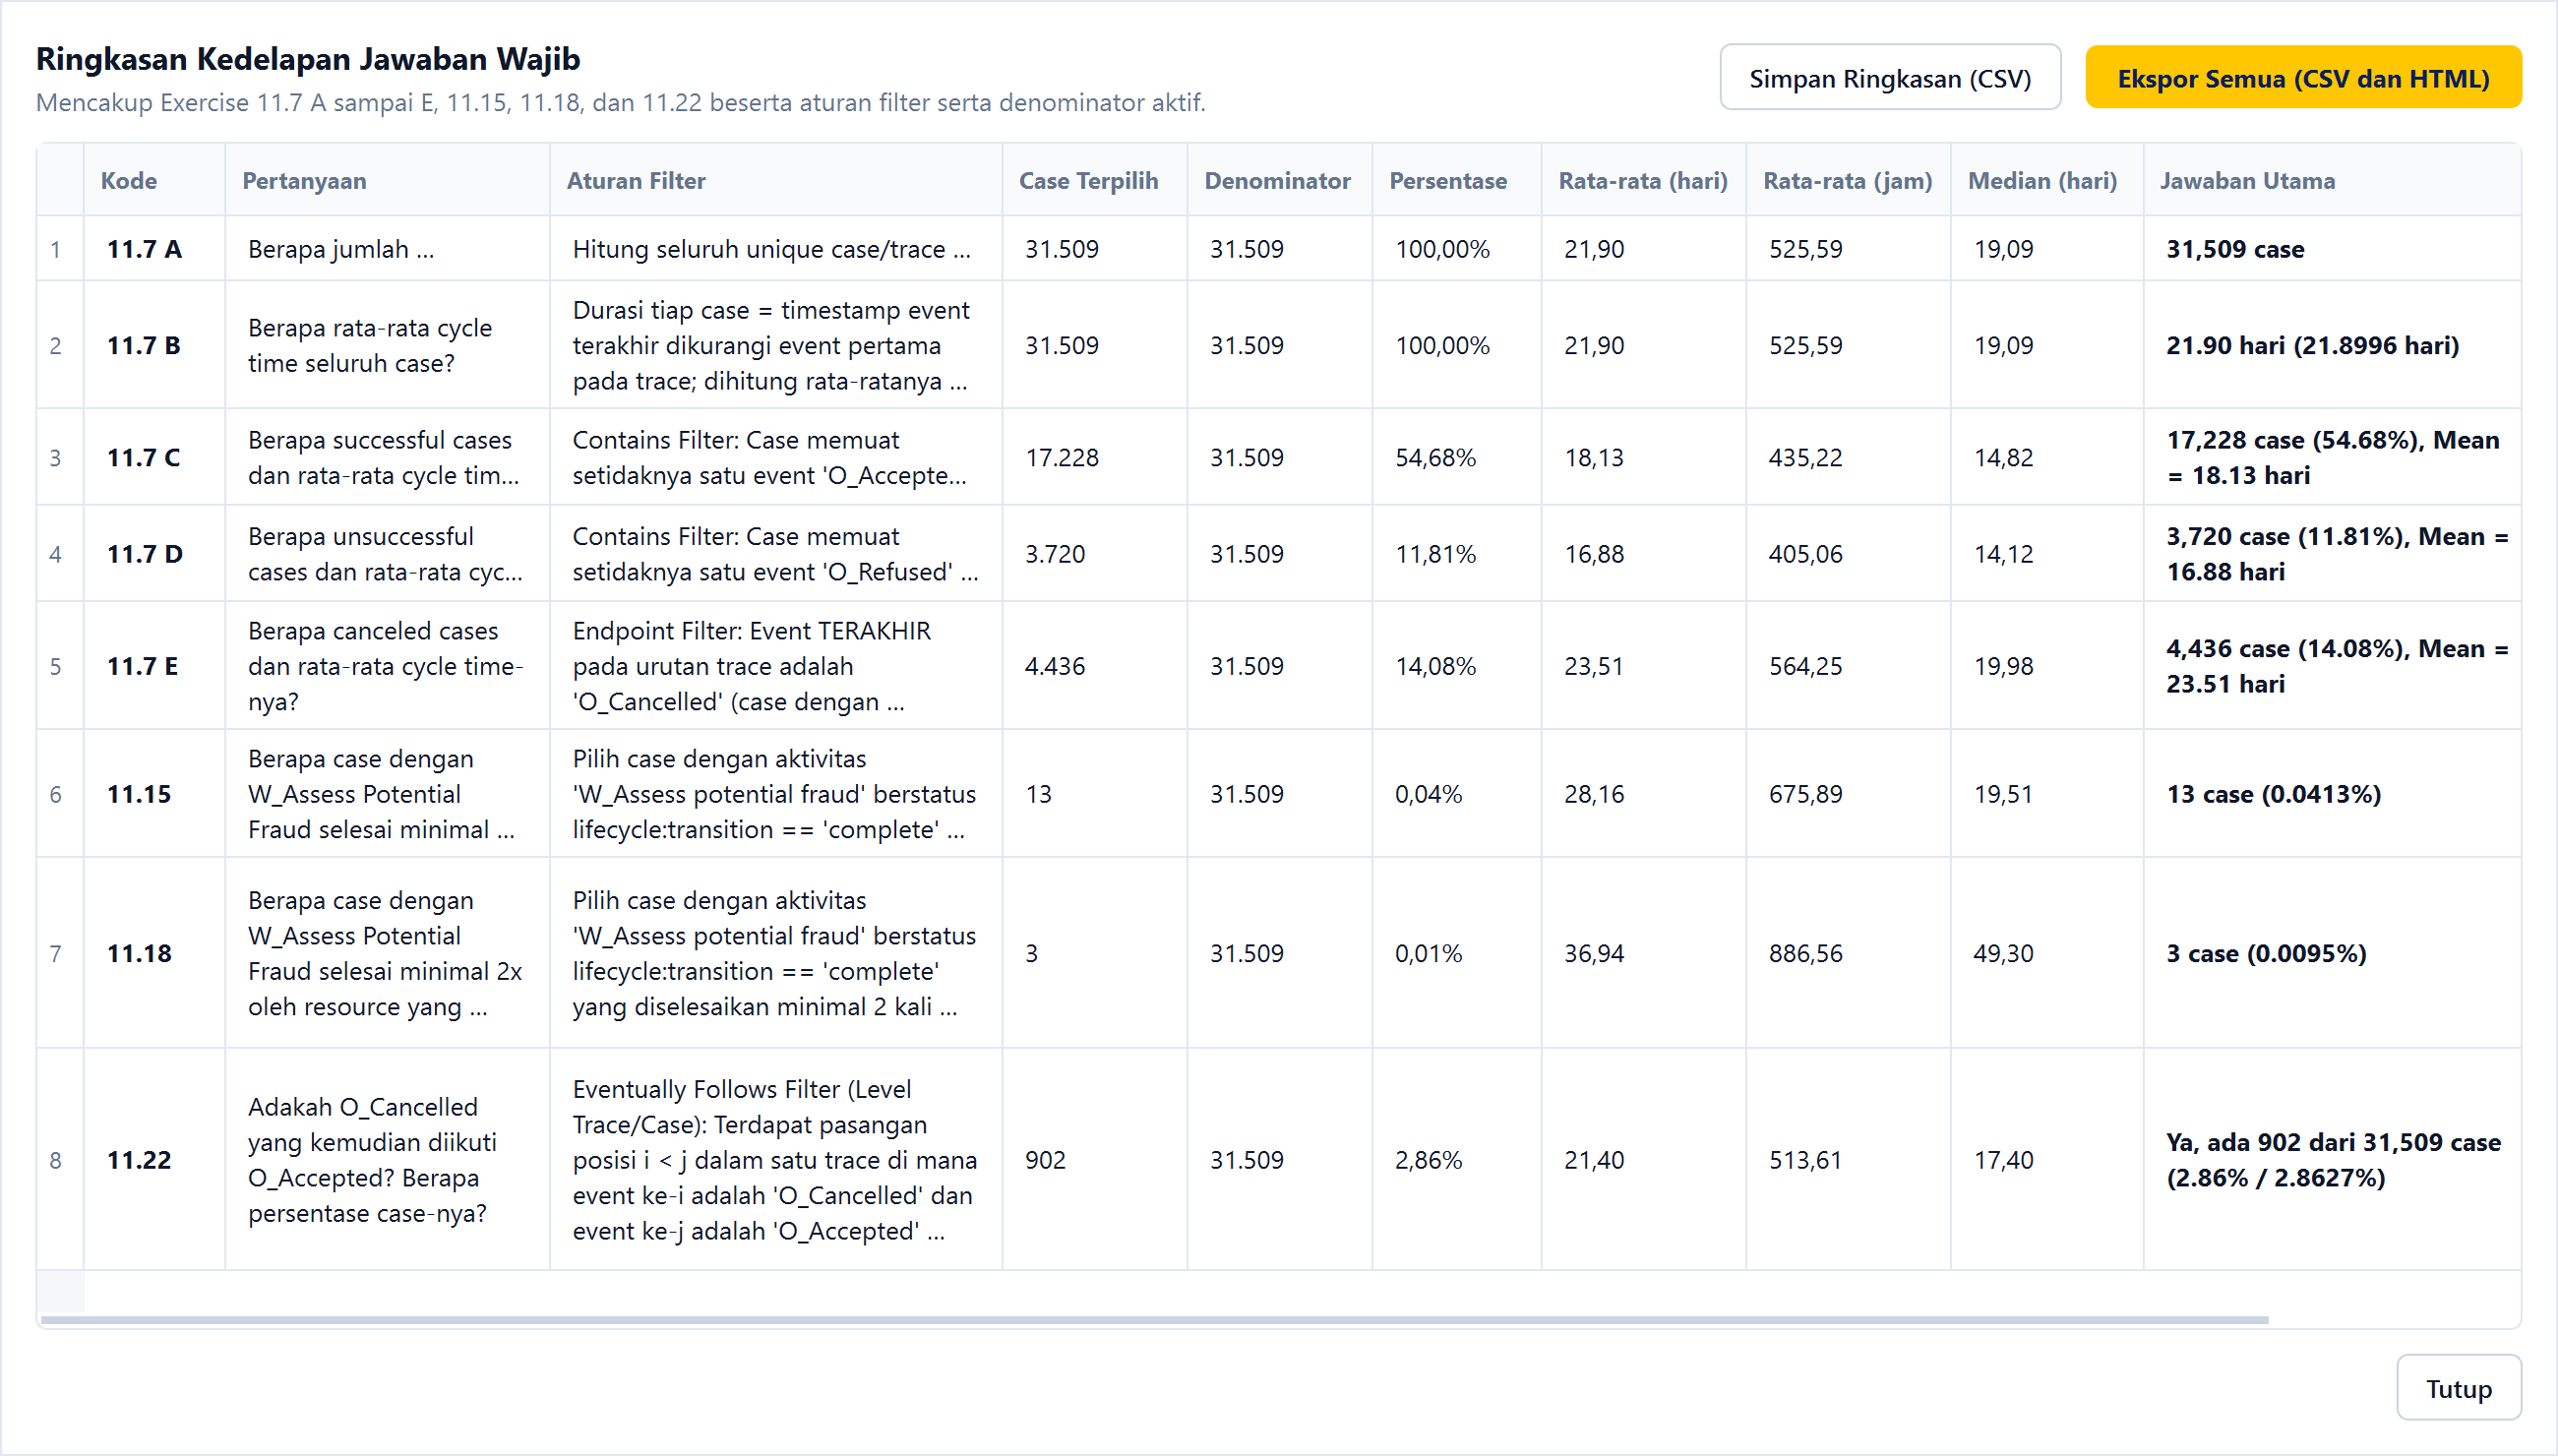 Ringkasan Kedelapan Jawaban Wajib
Mencakup Exercise 11.7 A sampai E, 11.15, 11.18, dan 11.22 beserta aturan filter serta denominator aktif.
Simpan Ringkasan (CSV)
Ekspor Semua (CSV dan HTML)
Kode
Pertanyaan
Aturan Filter
Case Terpilih
Denominator
Persentase
Rata-rata (hari)
Rata-rata (jam)
Median (hari)
Jawaban Utama
1
11.7 A
Berapa jumlah ...
Hitung seluruh unique case/trace ...
31.509
31.509
100,00%
21,90
525,59
19,09
31,509 case
2
11.7 B
Berapa rata-rata cycle
time seluruh case?
Durasi tiap case = timestamp event
terakhir dikurangi event pertama
pada trace; dihitung rata-ratanya ...
31.509
31.509
100,00%
21,90
525,59
19,09
21.90 hari (21.8996 hari)
3
11.7 C
Berapa successful cases
dan rata-rata cycle tim...
Contains Filter: Case memuat
setidaknya satu event 'O_Accepte...
17.228
31.509
54,68%
18,13
435,22
14,82
17,228 case (54.68%), Mean
= 18.13 hari
4
11.7 D
Berapa unsuccessful
cases dan rata-rata cyc...
Contains Filter: Case memuat
setidaknya satu event 'O_Refused' ...
3.720
31.509
11,81%
16,88
405,06
14,12
3,720 case (11.81%), Mean =
16.88 hari
5
11.7 E
Berapa canceled cases
dan rata-rata cycle time-
nya?
Endpoint Filter: Event TERAKHIR
pada urutan trace adalah
'O_Cancelled' (case dengan ...
4.436
31.509
14,08%
23,51
564,25
19,98
4,436 case (14.08%), Mean =
23.51 hari
6
11.15
Berapa case dengan
W_Assess Potential
Fraud selesai minimal ...
Pilih case dengan aktivitas
'W_Assess potential fraud' berstatus
lifecycle:transition == 'complete' ...
13
31.509
0,04%
28,16
675,89
19,51
13 case (0.0413%)
7
11.18
Berapa case dengan
W_Assess Potential
Fraud selesai minimal 2x
oleh resource yang ...
Pilih case dengan aktivitas
'W_Assess potential fraud' berstatus
lifecycle:transition == 'complete'
yang diselesaikan minimal 2 kali ...
3
31.509
0,01%
36,94
886,56
49,30
3 case (0.0095%)
8
11.22
Adakah O_Cancelled
yang kemudian diikuti
O_Accepted? Berapa
persentase case-nya?
Eventually Follows Filter (Level
Trace/Case): Terdapat pasangan
posisi i < j dalam satu trace di mana
event ke-i adalah 'O_Cancelled' dan
event ke-j adalah 'O_Accepted' ...
902
31.509
2,86%
21,40
513,61
17,40
Ya, ada 902 dari 31,509 case
(2.86% / 2.8627%)
Tutup